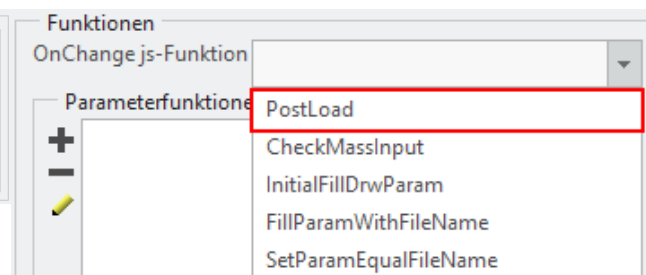 Funktionen
OnChange js-Funktion
Parameterfunktione
PostLoad
CheckMassInput
InitialFillDrwParam
FillParamWithFileName
SetParamEqualFileName